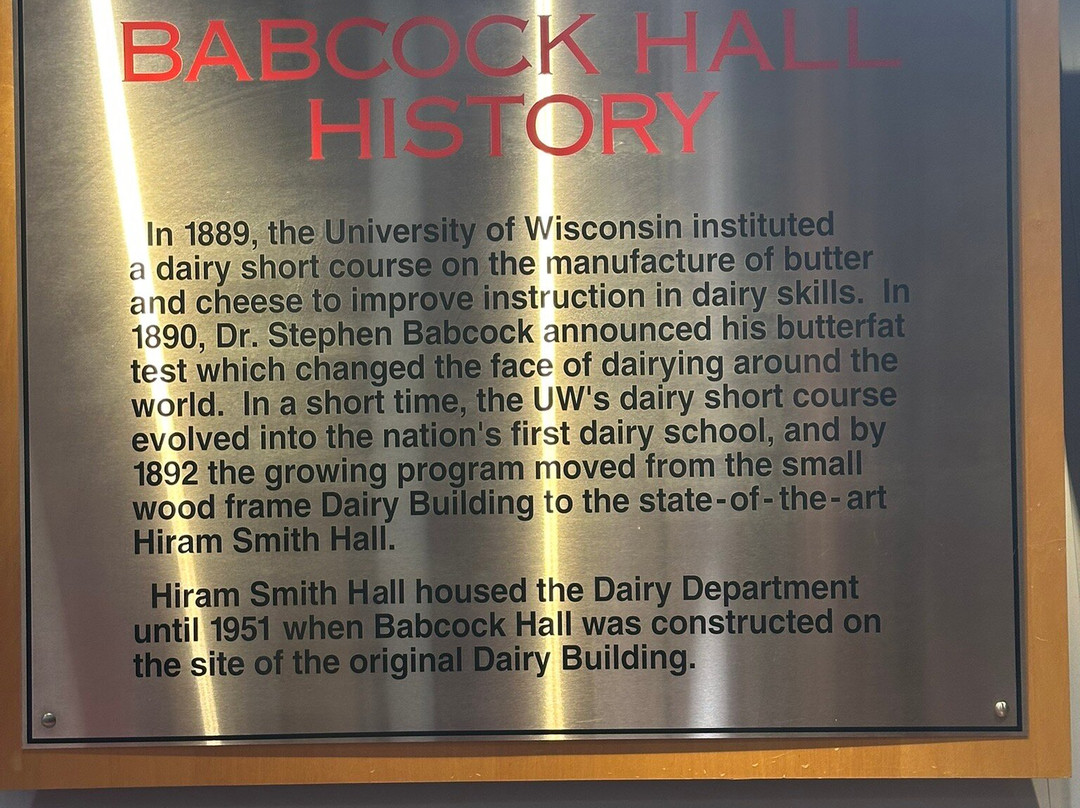 BABCOCK HALL
HISTORY
In 1889, the University of Wisconsin instituted
a dairy short course on the manufacture of butter
and cheese to improve instruction in dairy skills.  In
1890, Dr. Stephen Babcock announced his butterfat
test which changed the face of dairying around the
world.  In a short time, the UW's dairy short course
evolved into the nation's first dairy school, and by
1892 the growing program moved from the small
wood frame Dairy Building to the state-of-the-art
Hiram Smith Hall.
Hiram Smith Hall housed the Dairy Department
until 1951 when Babcock Hall was constructed on
the site of the original Dairy Building.